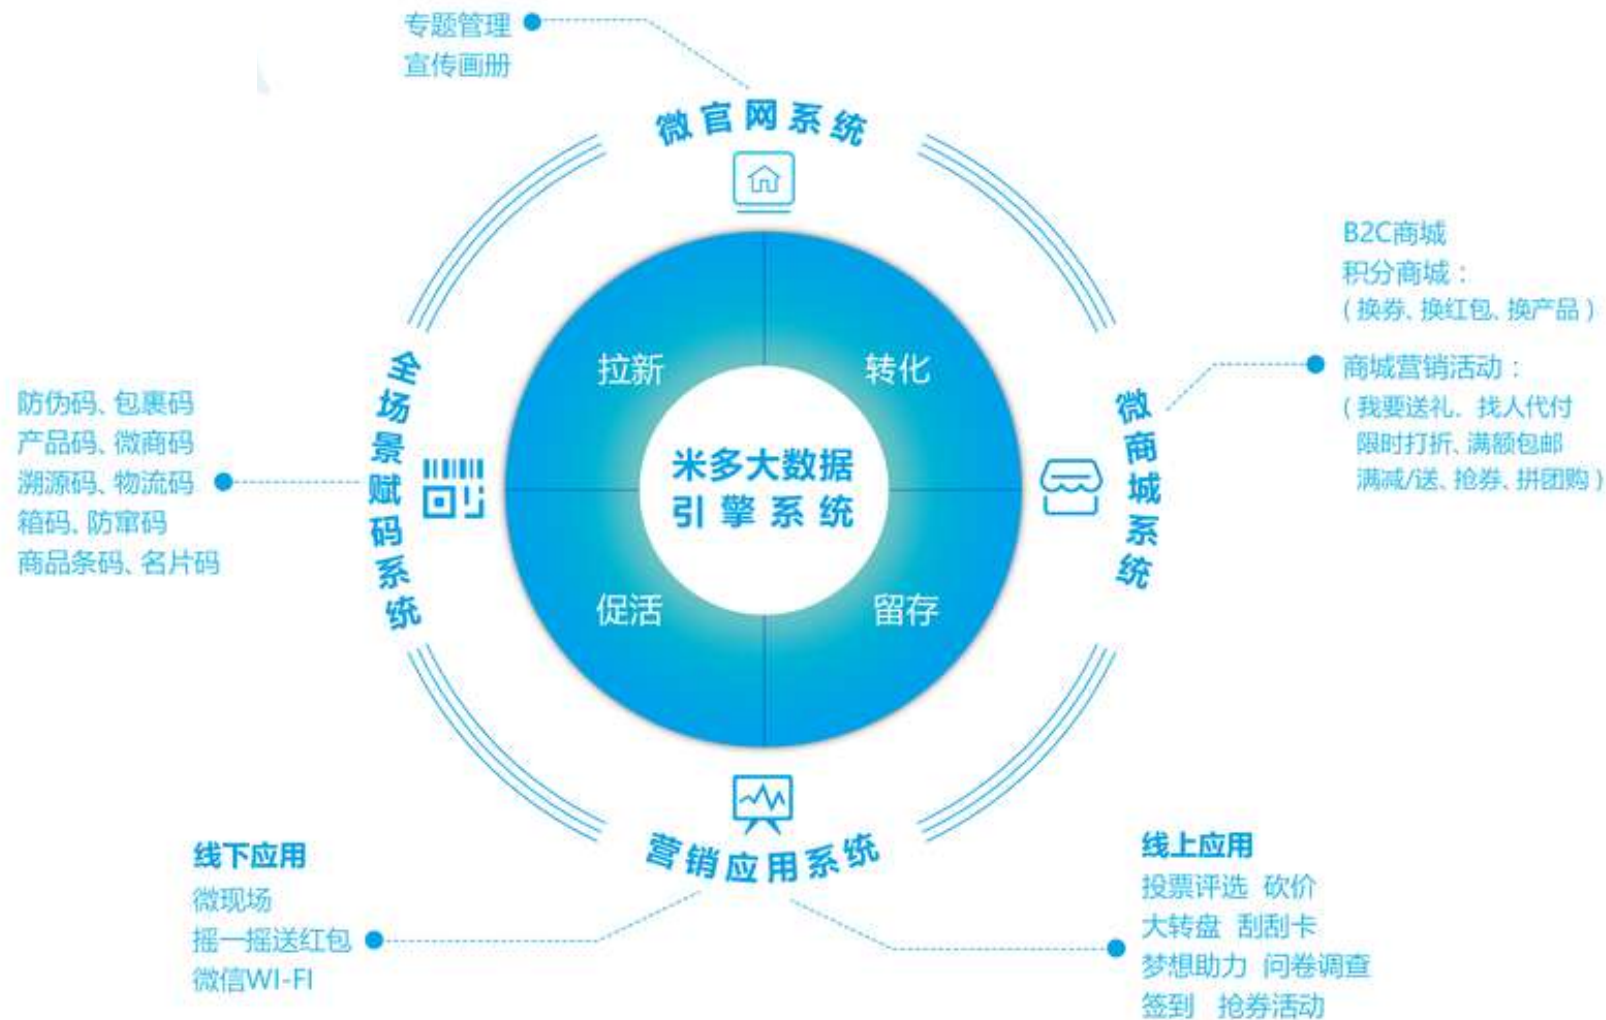 专题管理
宣传画册
微官网系统
B2C商城
积分商城：
（换券、换红包、换产品）
商城营销活动：
（我要送礼、找人代付
限时打折、满额包邮
满减/送、抢券、拼团购）
微商城系统
全场景赋码系统
防伪码、包裹码
产品码、微商码
溯源码、物流码
箱码、防窜码
商品条码、名片码
拉新
转化
米多大数据
引擎系统
促活
留存
营销应用系统
线下应用
微现场
摇一摇送红包
微信WI-FI
线上应用
投票评选 砍价
大转盘 刮刮卡
梦想助力 问卷调查
签到 抢券活动